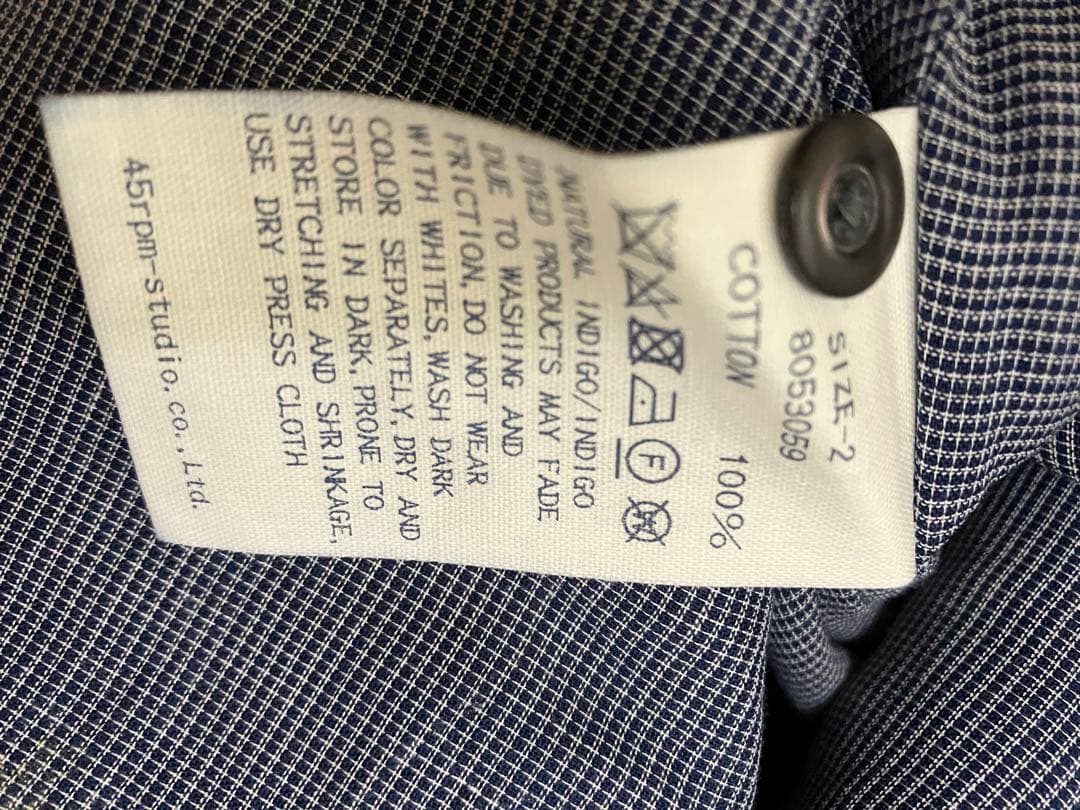 SIZE-2
8053059
COTTON 100%
F
W
NATURAL INDIGO/INDIGO
DYED PRODUCTS MAY FADE
DUE TO WASHING AND
FRICTION, DO NOT WEAR
WITH WHITES, WASH DARK
COLOR SEPARATELY, DRY AND
STORE IN DARK, PRONE TO
STRETCHING AND SHRINKAGE,
USE DRY PRESS CLOTH
45rpm-studio.co.,Ltd.